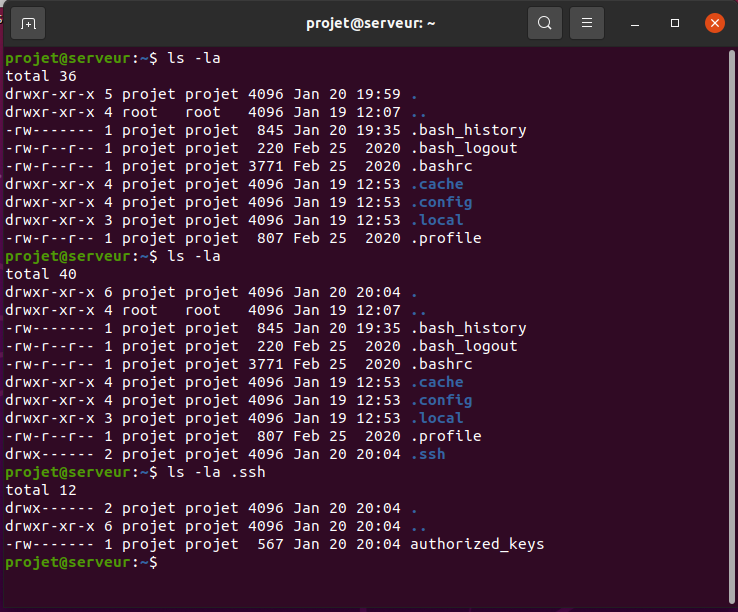 projet@serveur: ~
projet@serveur:~$ ls -la
total 36
drwxr-xr-x 5 projet projet 4096 Jan 20 19:59 .
drwxr-xr-x 4 root   root   4096 Jan 19 12:07 ..
-rw------- 1 projet projet  845 Jan 20 19:35 .bash_history
-rw-r--r-- 1 projet projet  220 Feb 25  2020 .bash_logout
-rw-r--r-- 1 projet projet 3771 Feb 25  2020 .bashrc
drwxr-xr-x 4 projet projet 4096 Jan 19 12:53 .cache
drwxr-xr-x 4 projet projet 4096 Jan 19 12:53 .config
drwxr-xr-x 3 projet projet 4096 Jan 19 12:53 .local
-rw-r--r-- 1 projet projet  807 Feb 25  2020 .profile
projet@serveur:~$ ls -la
total 40
drwxr-xr-x 6 projet projet 4096 Jan 20 20:04 .
drwxr-xr-x 4 root   root   4096 Jan 19 12:07 ..
-rw------- 1 projet projet  845 Jan 20 19:35 .bash_history
-rw-r--r-- 1 projet projet  220 Feb 25  2020 .bash_logout
-rw-r--r-- 1 projet projet 3771 Feb 25  2020 .bashrc
drwxr-xr-x 4 projet projet 4096 Jan 19 12:53 .cache
drwxr-xr-x 4 projet projet 4096 Jan 19 12:53 .config
drwxr-xr-x 3 projet projet 4096 Jan 19 12:53 .local
-rw-r--r-- 1 projet projet  807 Feb 25  2020 .profile
drwx------ 2 projet projet 4096 Jan 20 20:04 .ssh
projet@serveur:~$ ls -la .ssh
total 12
drwx------ 2 projet projet 4096 Jan 20 20:04 .
drwxr-xr-x 6 projet projet 4096 Jan 20 20:04 ..
-rw------- 1 projet projet  567 Jan 20 20:04 authorized_keys
projet@serveur:~$